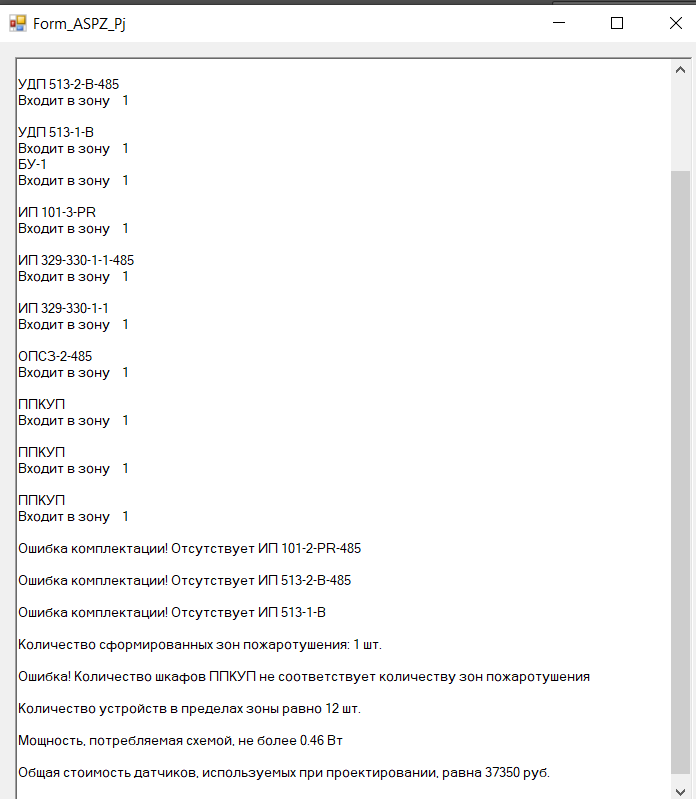 Form_ASPZ_Pj
УДП 513-2-В-485
Входит в зону 1
УДП 513-1-В
Входит в зону 1
БУ-1
Входит в зону 1
ИП 101-3-PR
Входит в зону 1
ИП 329-330-1-1-485
Входит в зону 1
ИП 329-330-1-1
Входит в зону 1
ОПСЗ-2-485
Входит в зону 1
ППКУП
Входит в зону 1
ППКУП
Входит в зону 1
ППКУП
Входит в зону 1
Ошибка комплектации! Отсутствует ИП 101-2-PR-485
Ошибка комплектации! Отсутствует ИП 513-2-В-485
Ошибка комплектации! Отсутствует ИП 513-1-В
Количество сформированных зон пожаротушения: 1 шт.
Ошибка! Количество шкафов ППКУП не соответствует количеству зон пожаротушения
Количество устройств в пределах зоны равно 12 шт.
Мощность, потребляемая схемой, не более 0.46 Вт
Общая стоимость датчиков, используемых при проектировании, равна 37350 руб.